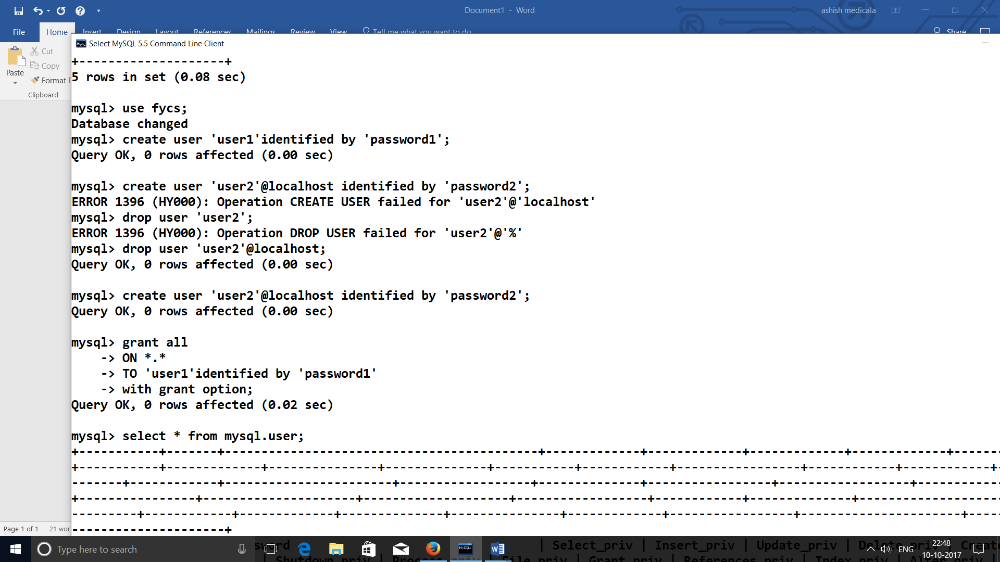 Document1 - Word
ashish medicala
File Home Insert Design Layout References Mailings Review View Tell me what you want to do
Share
Select MySQL 5.5 Command Line Client
Cut
Copy
Paste
Format P
Clipboard
+--------------------+
5 rows in set (0.08 sec)
mysql> use fycs;
Database changed
mysql> create user 'user1'identified by 'password1';
Query OK, 0 rows affected (0.00 sec)
mysql> create user 'user2'@localhost identified by 'password2';
ERROR 1396 (HY000): Operation CREATE USER failed for 'user2'@'localhost'
mysql> drop user 'user2';
ERROR 1396 (HY000): Operation DROP USER failed for 'user2'@'%'
mysql> drop user 'user2'@localhost;
Query OK, 0 rows affected (0.00 sec)
mysql> create user 'user2'@localhost identified by 'password2';
Query OK, 0 rows affected (0.00 sec)
mysql> grant all
-> ON *.*
-> TO 'user1'identified by 'password1'
-> with grant option;
Query OK, 0 rows affected (0.02 sec)
mysql> select * from mysql.user;
Page 1 of 1 21 wor
Type here to search
sword | Select_priv | Insert_priv | Update_priv | Delete_priv | Creat
| Shutdown_priv | Process_priv | File_priv | Grant_priv | References_priv | Index_priv | Alter_priv |
ENG
22:48
10-10-2017